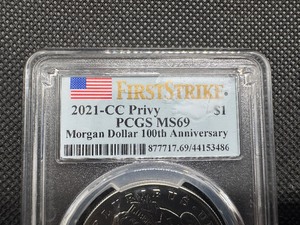 FIRSTSTRIKE
2021-CC Privy $1
PCGS MS69
Morgan Dollar 100th Anniversary
877717.69/44153486